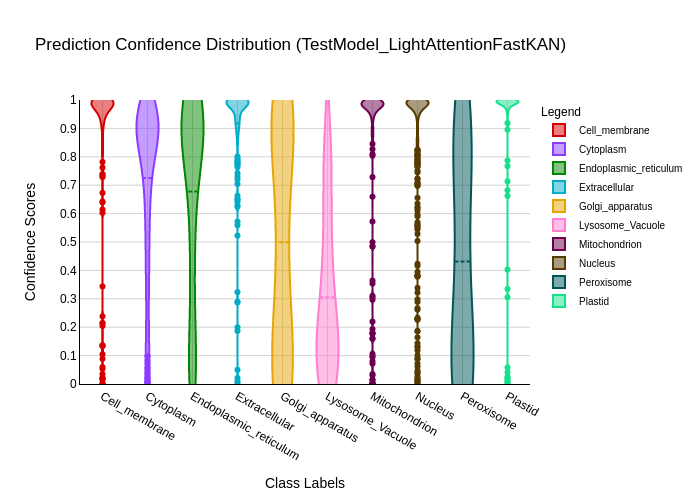 Prediction Confidence Distribution (TestModel_LightAttentionFastKAN)
Confidence Scores
1
0.9
0.8
0.7
0.6
0.5
0.4
0.3
0.2
0.1
0
Cell_membrane
Cytoplasm
Endoplasmic_reticulum
Extracellular
Golgi_apparatus
Lysosome_Vacuole
Mitochondrion
Nucleus
Peroxisome
Plastid
Class Labels
Legend
Cell_membrane
Cytoplasm
Endoplasmic_reticulum
Extracellular
Golgi_apparatus
Lysosome_Vacuole
Mitochondrion
Nucleus
Peroxisome
Plastid